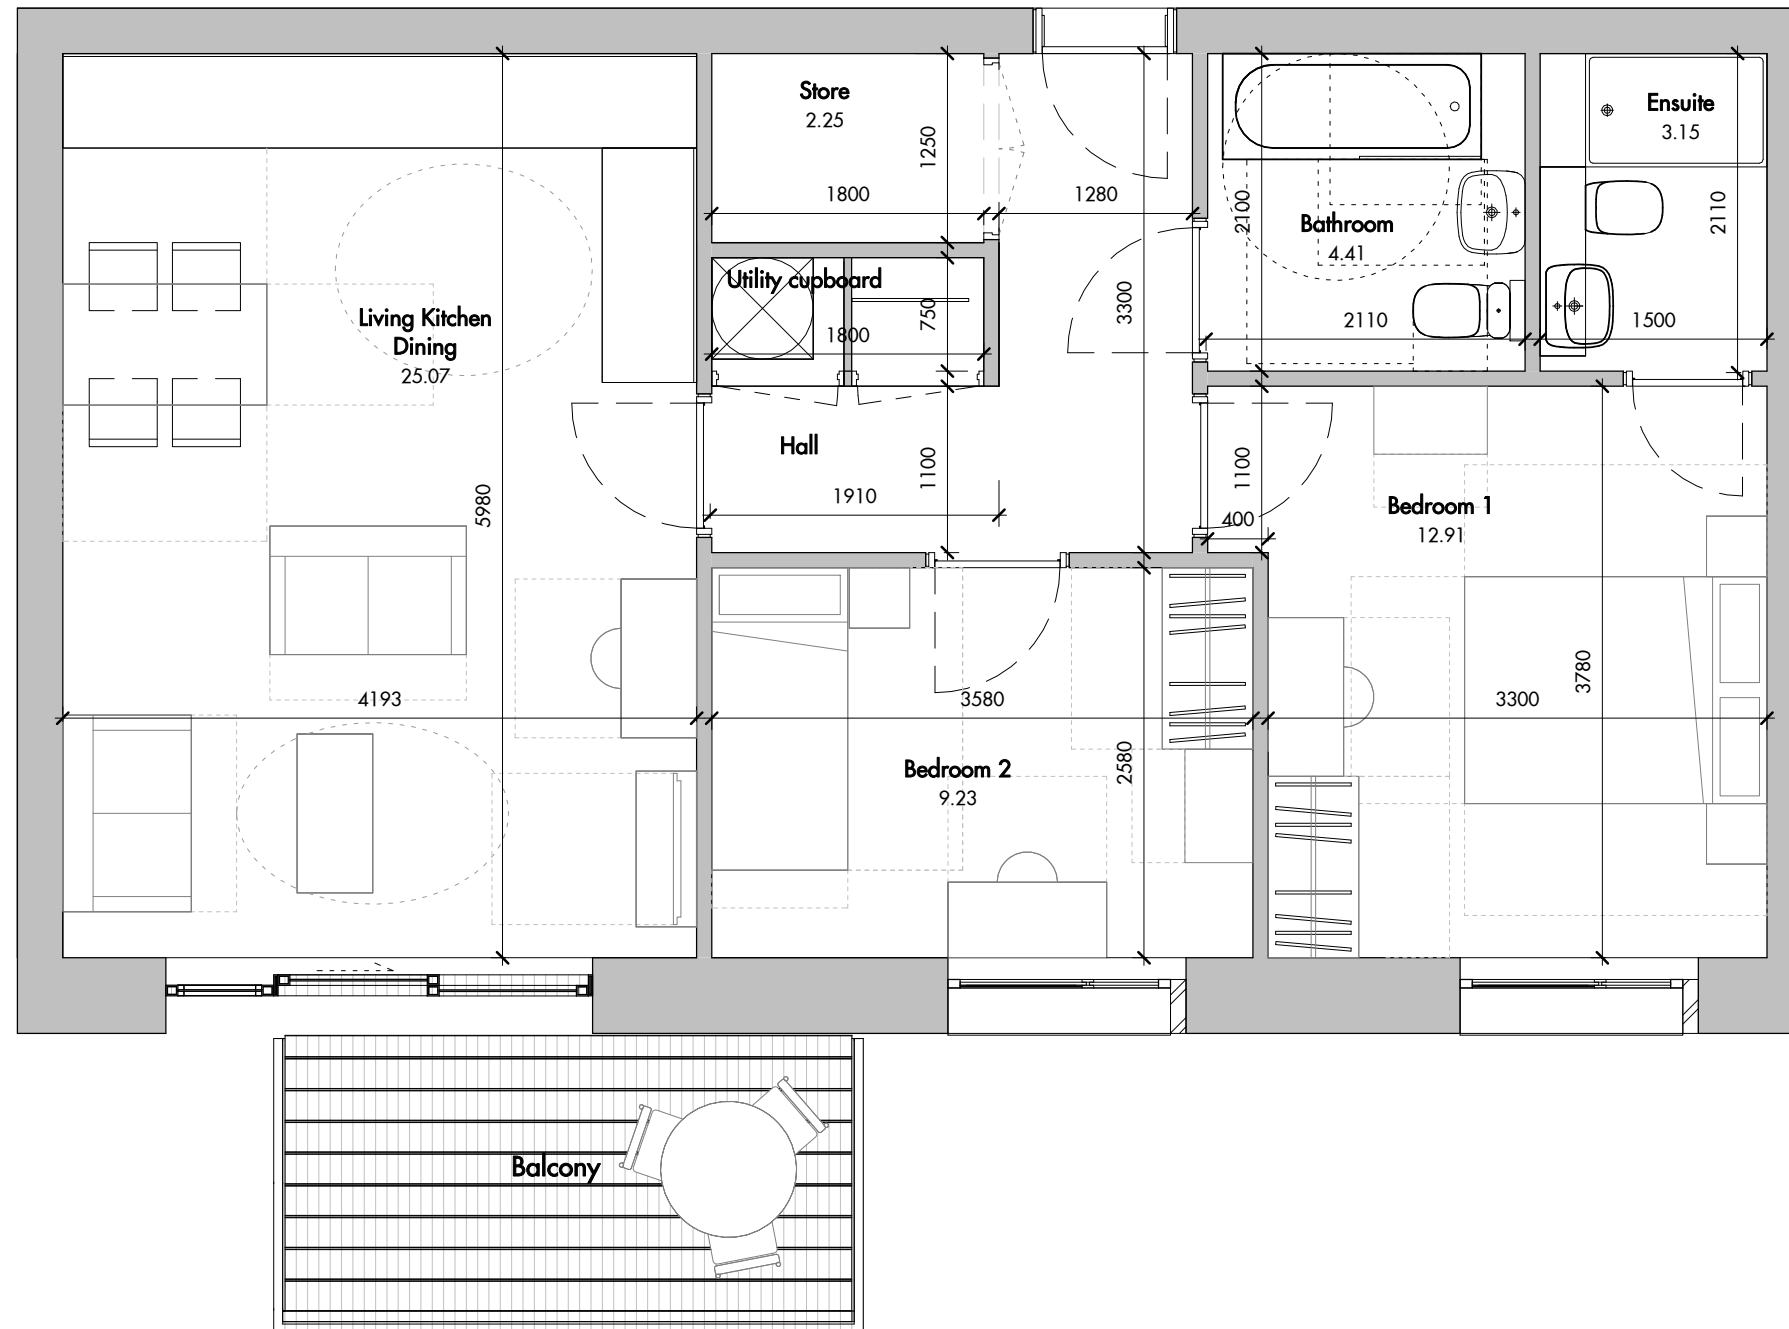 Store
2.25
1250
1800
1280
Ensuite
3.15
2100
2110
Bathroom
4.41
Utility cupboard
750
1800
3300
2110
1500
Living Kitchen
Dining
25.07
Hall
1100
1910
1100
400
Bedroom 1
12.91
5980
4193
3580
3780
3300
Bedroom 2
9.23
2580
Balcony